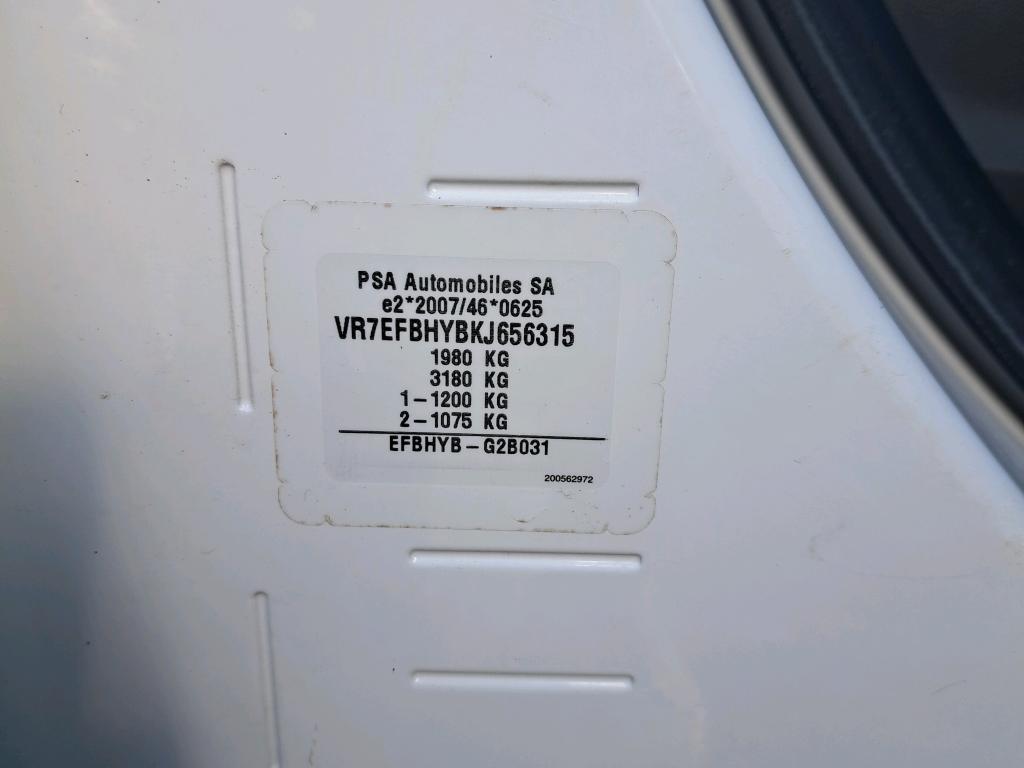 PSA Automobiles SA
e2*2007/46*0625
VR7EFBHYBKJ656315
1980 KG
3180 KG
1-1200 KG
2-1075 KG
EFBHYB-G2B031
200562972